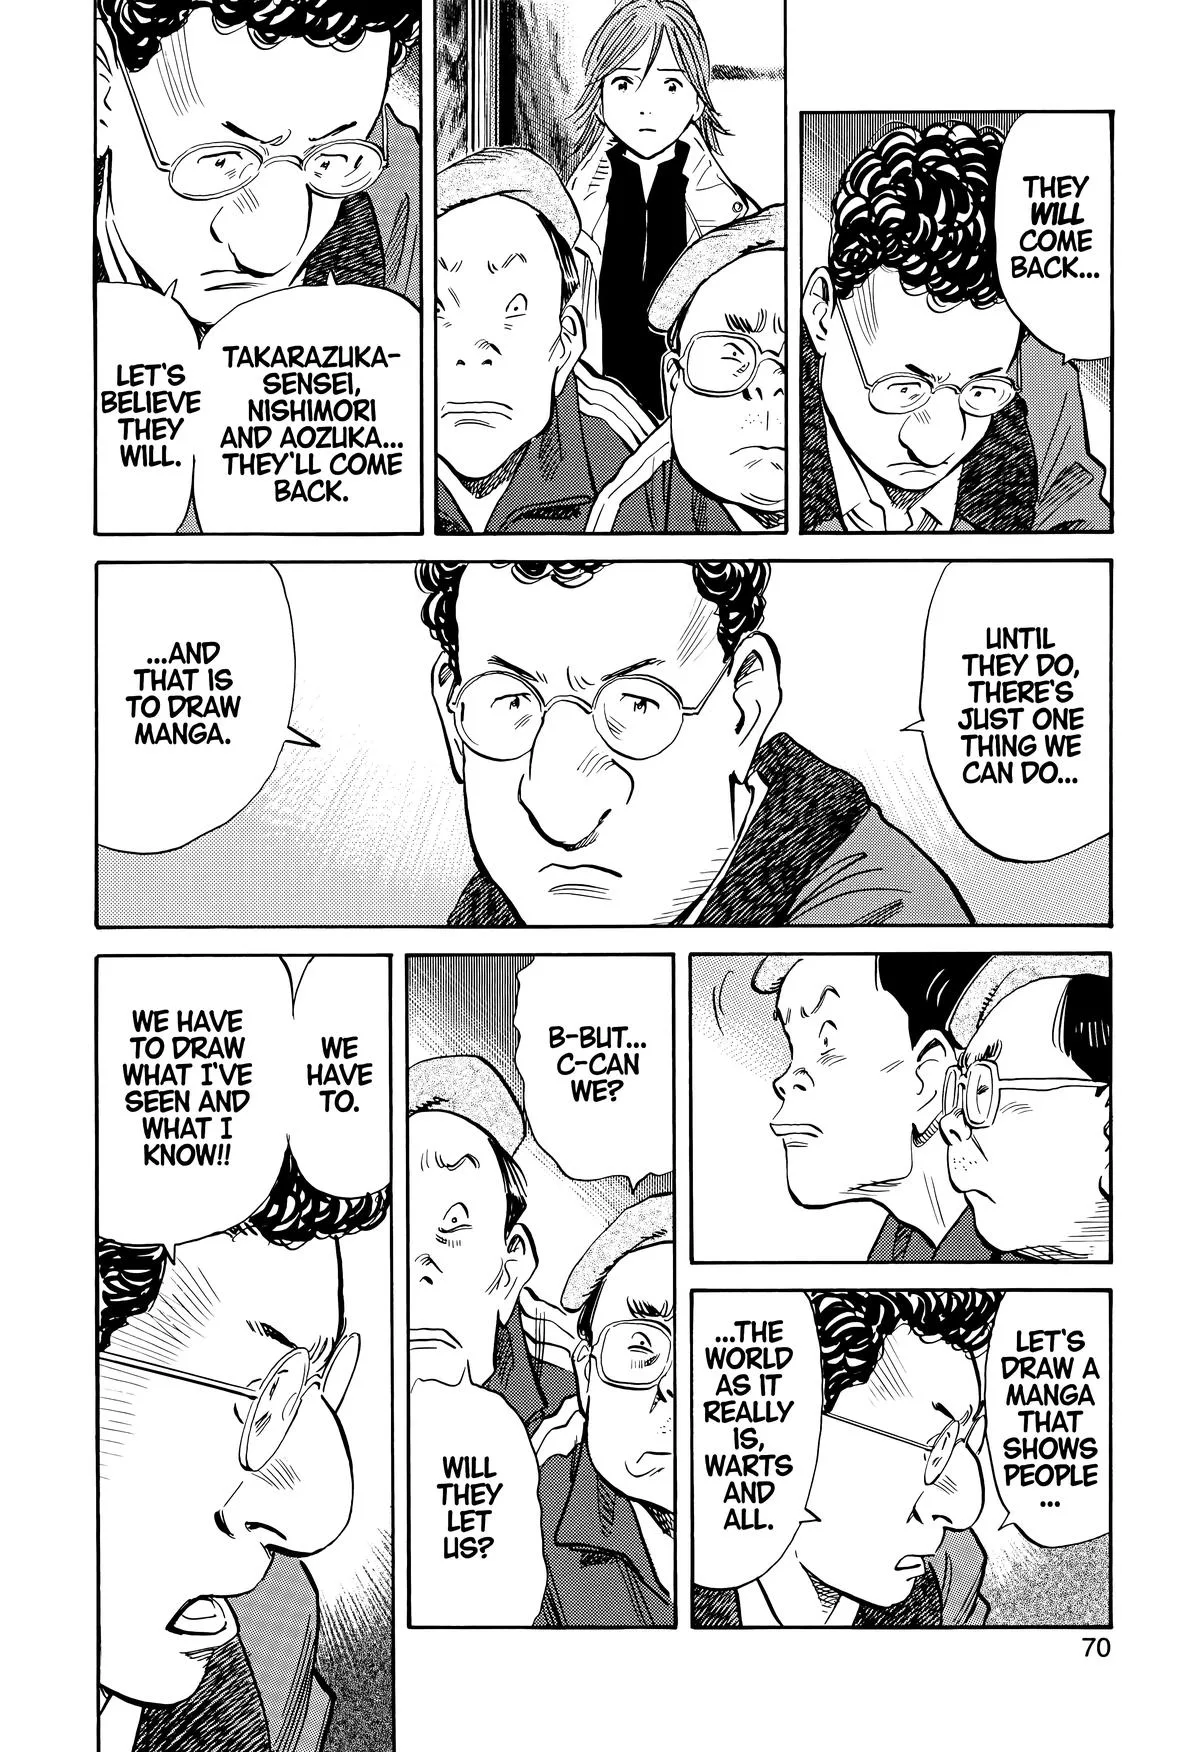 THEY
WILL
COME
BACK...
TAKARAZUKA-
SENSEI,
NISHIMORI
AND AOZUKA...
THEY'LL COME
BACK.
LET'S
BELIEVE
THEY
WILL.
UNTIL
THEY DO,
THERE'S
JUST ONE
THING WE
CAN DO...
...AND
THAT IS
TO DRAW
MANGA.
LET'S
DRAW A
MANGA
THAT
SHOWS
PEOPLE
...
...THE
WORLD
AS IT
REALLY
IS,
WARTS
AND
ALL.
B-BUT...
C-CAN
WE?
WILL
THEY
LET
US?
WE
HAVE
TO.
WE HAVE
TO DRAW
WHAT I'VE
SEEN AND
WHAT I
KNOW!!
70